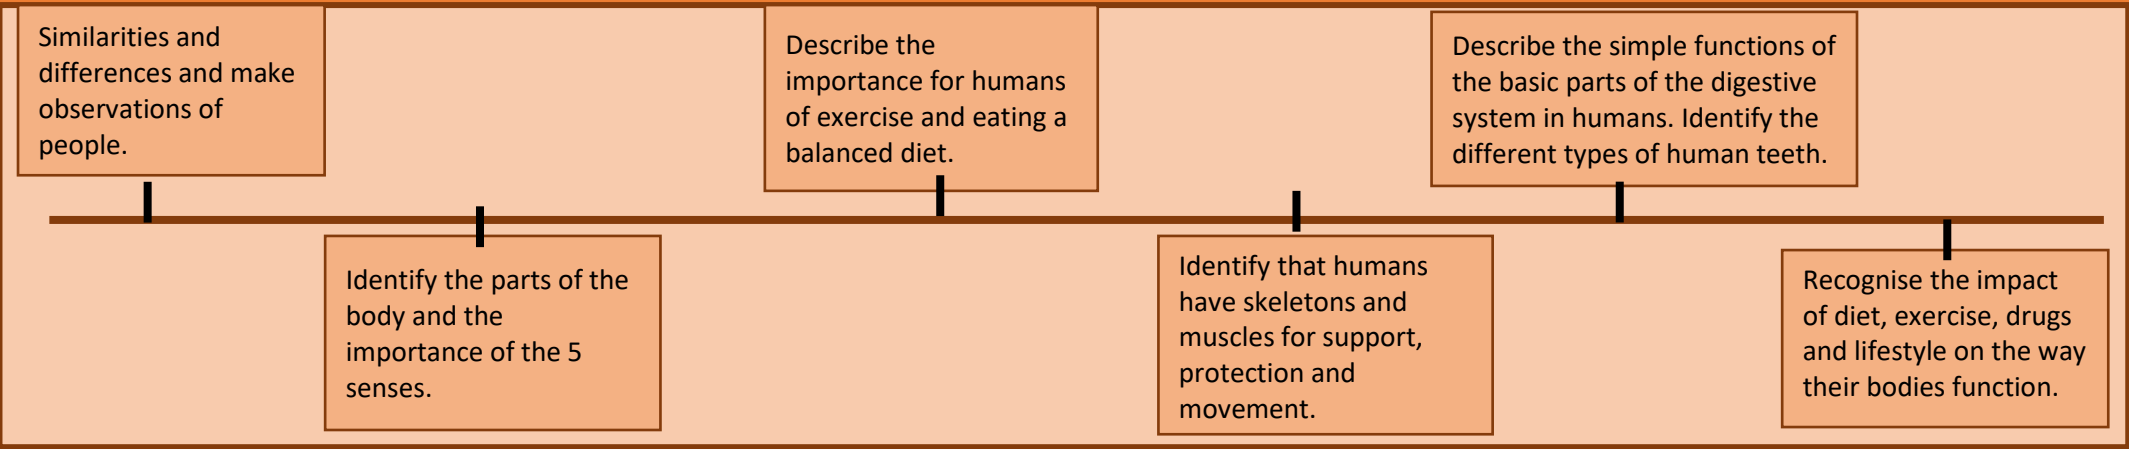 Similarities and
differences and make
observations of
people.
Identify the parts of the
body and the
importance of the 5
senses.
Describe the
importance for humans
of exercise and eating a
balanced diet.
Identify that humans
have skeletons and
muscles for support,
protection and
movement.
Describe the simple functions of
the basic parts of the digestive
system in humans. Identify the
different types of human teeth.
Recognise the impact
of diet, exercise, drugs
and lifestyle on the way
their bodies function.